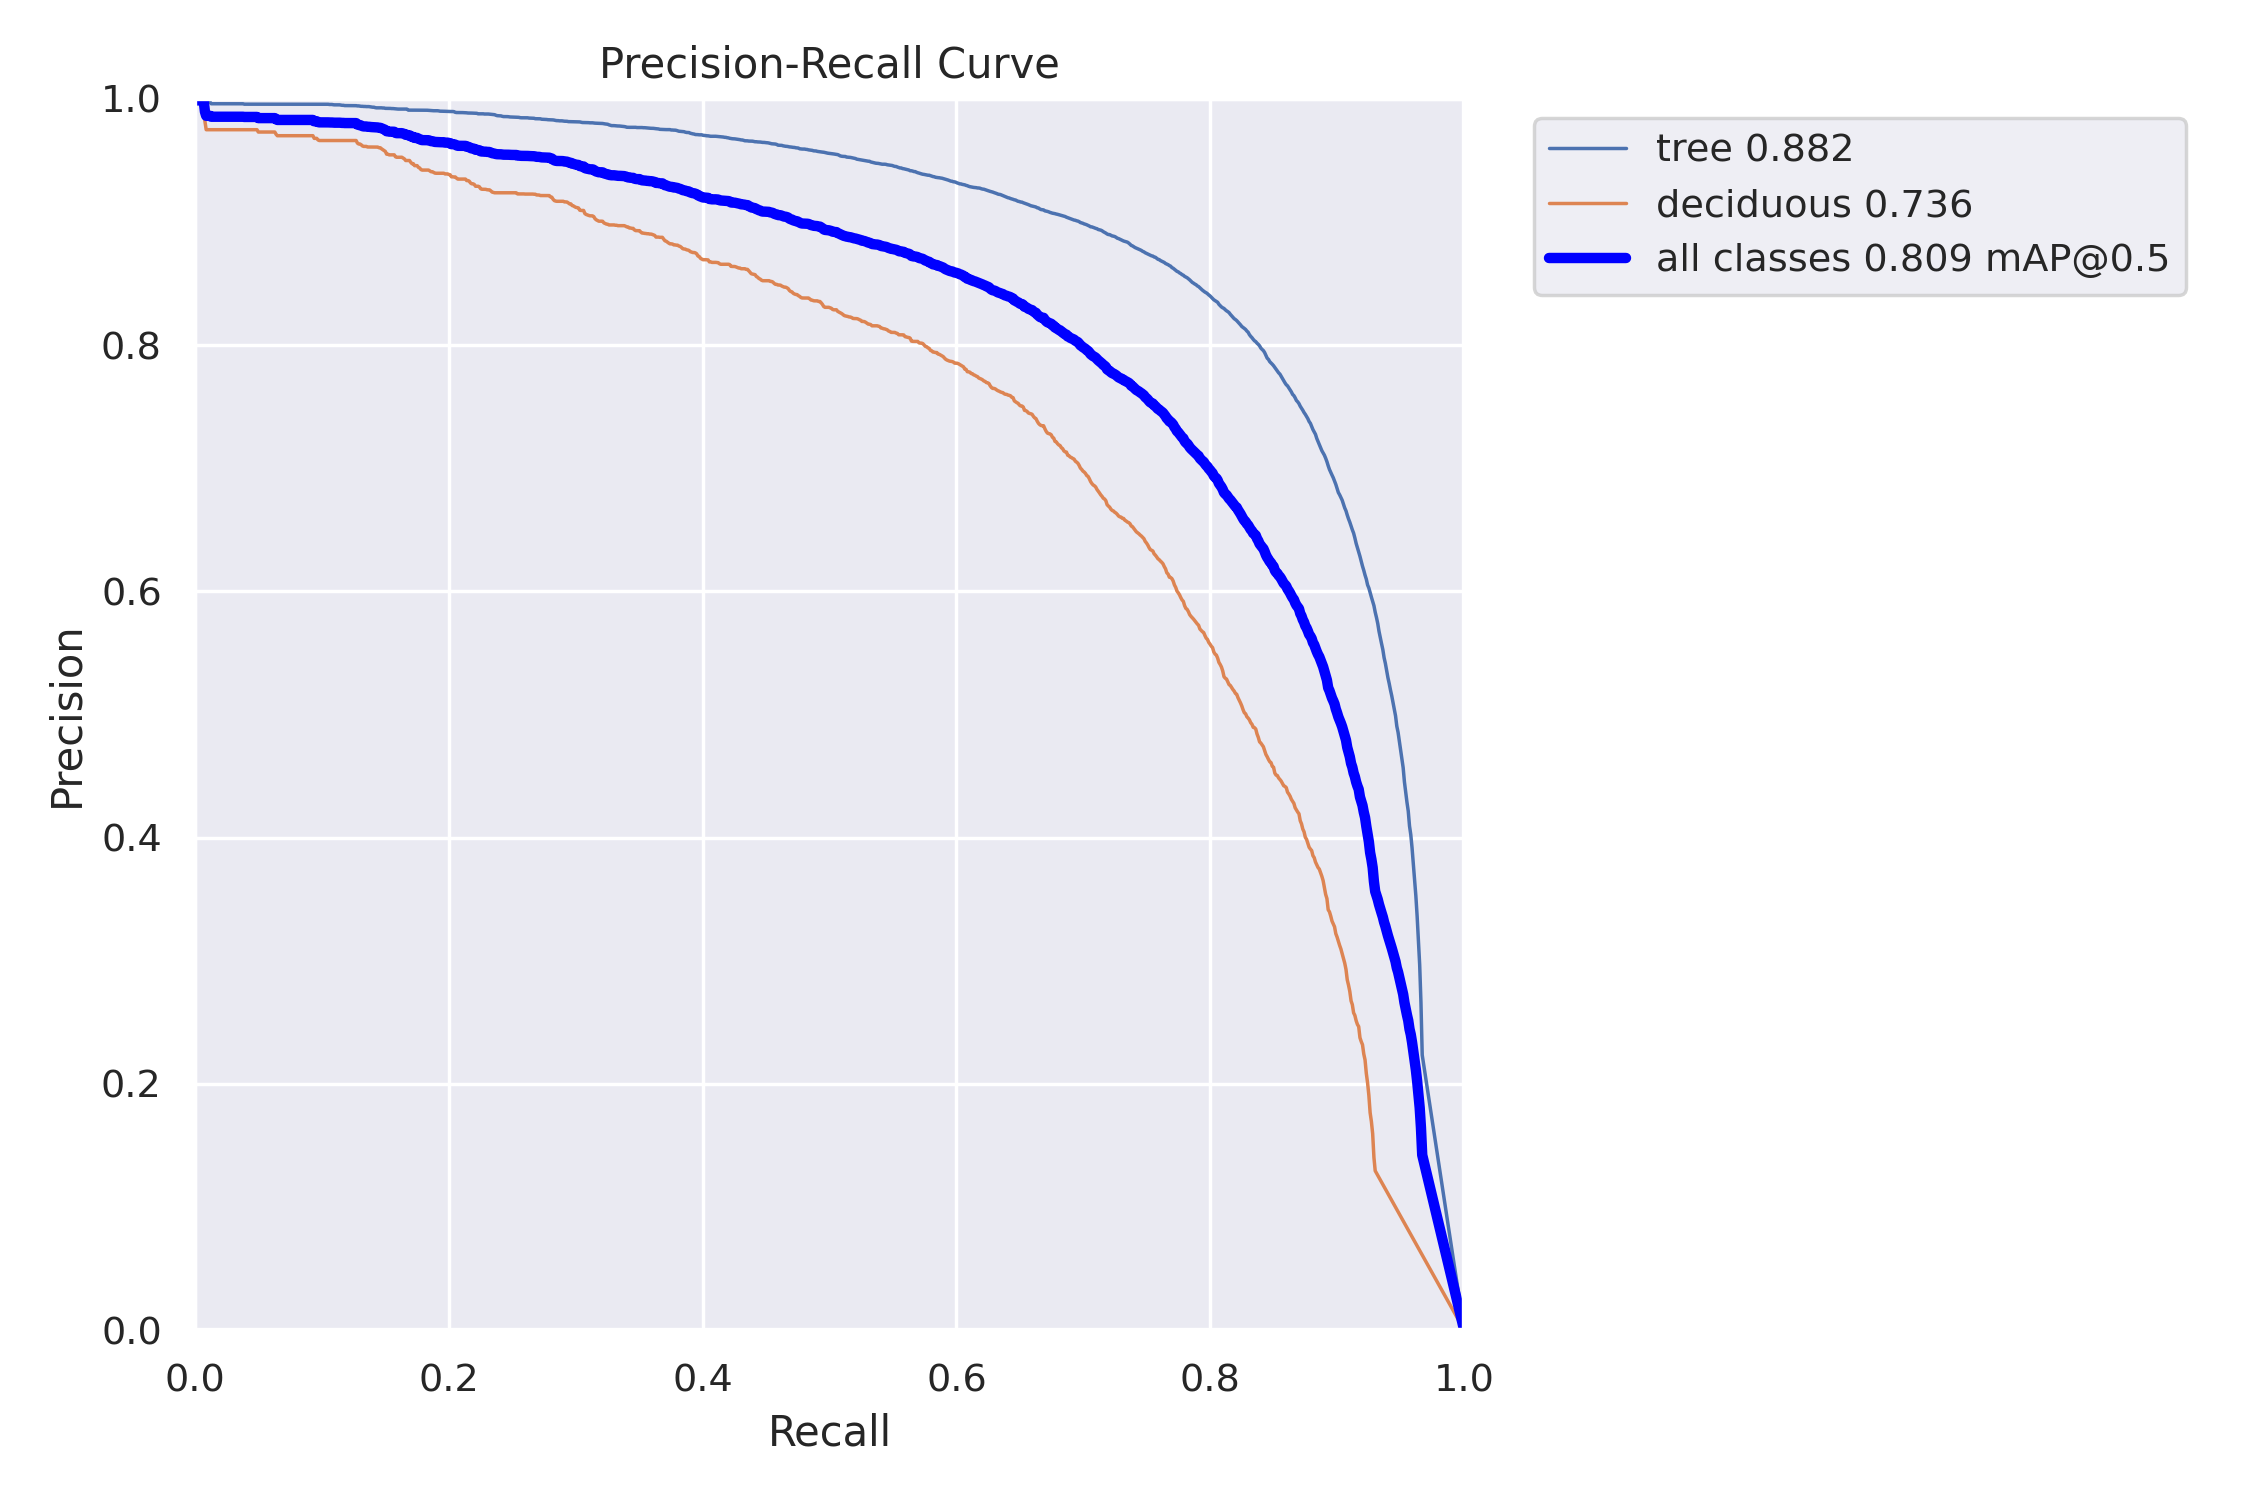 Precision-Recall Curve
1.0
0.8
0.6
0.4
0.2
0.0
Precision
0.0 0.2 0.4 0.6 0.8 1.0
Recall
tree 0.882
deciduous 0.736
all classes 0.809 mAP@0.5